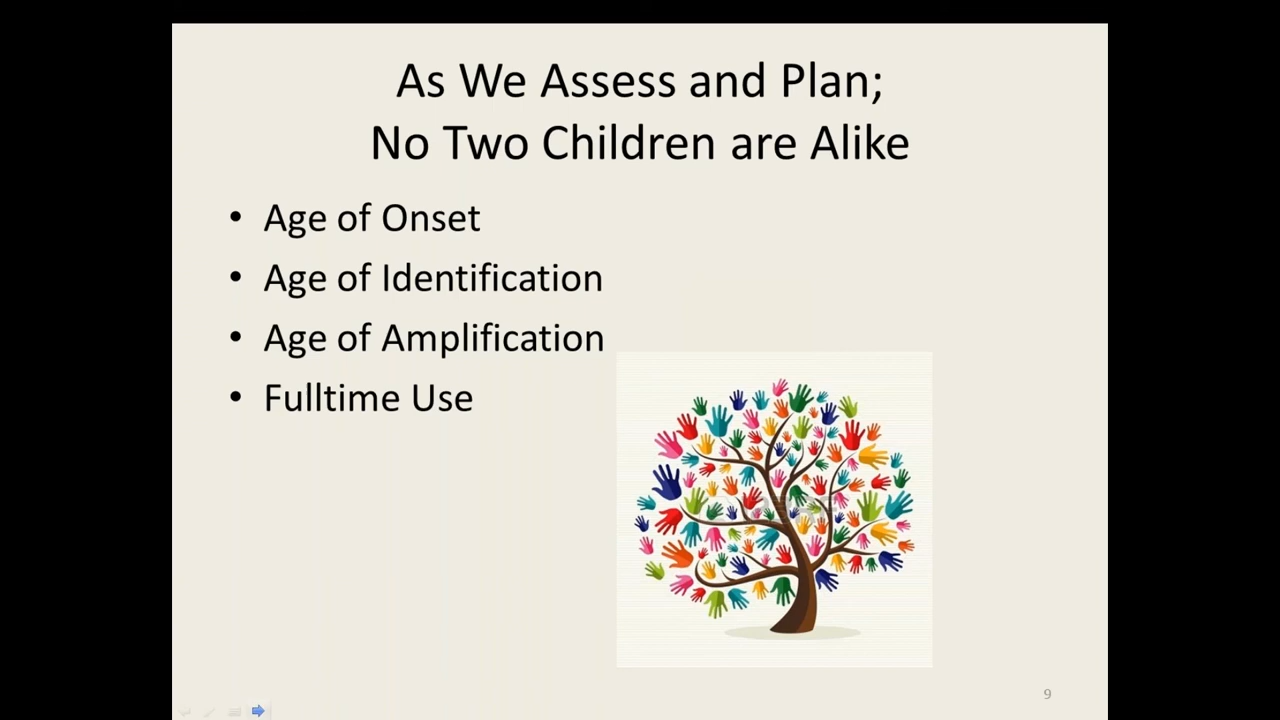 As We Assess and Plan;
No Two Children are Alike
• Age of Onset
• Age of Identification
• Age of Amplification
• Fulltime Use
9